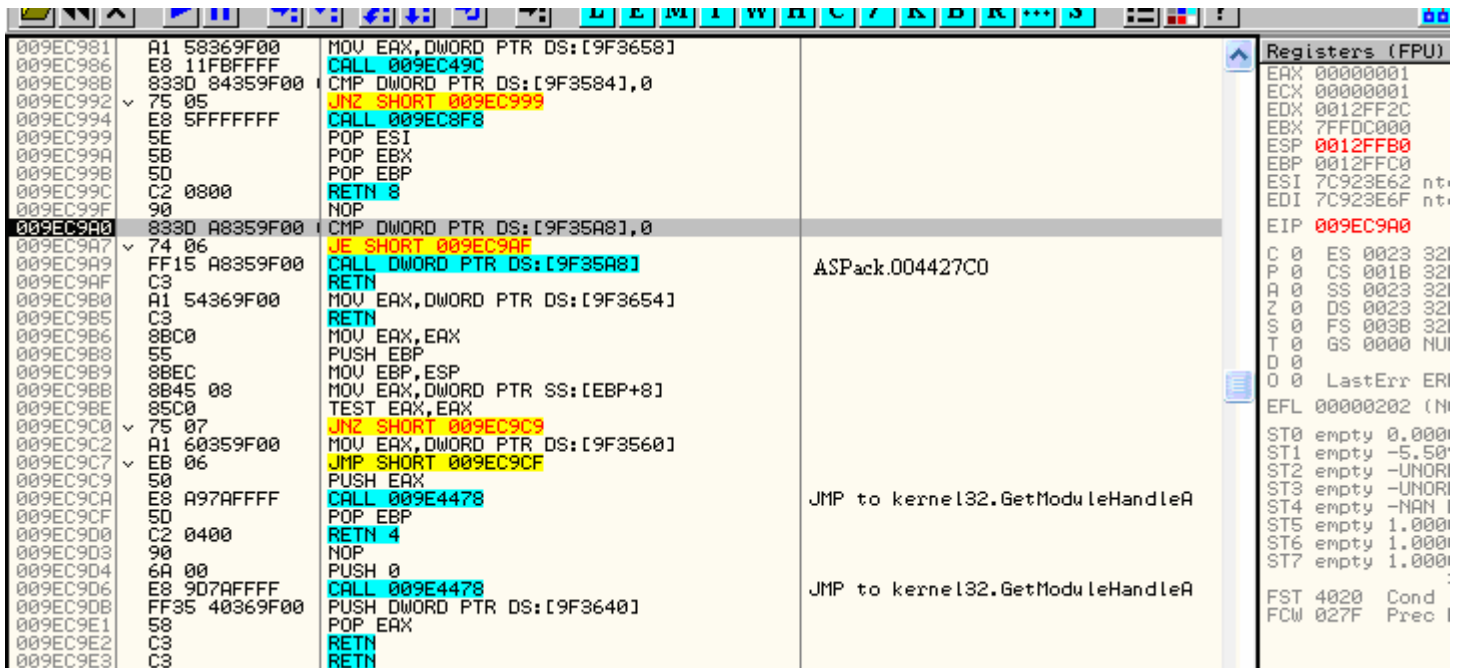 L E M T W H C / K B R ... S ?
009EC981 A1 58369F00 MOV EAX,DWORD PTR DS:[9F3658]
009EC986 E8 11FBFFFF CALL 009EC49C
009EC98B 833D 84359F00 CMP DWORD PTR DS:[9F3584],0
009EC992 75 05 JNZ SHORT 009EC999
009EC994 E8 5FFFFFFF CALL 009EC8F8
009EC999 5E POP ESI
009EC99A 5B POP EBX
009EC99B 5D POP EBP
009EC99C C2 0800 RETN 8
009EC99F 90 NOP
009EC9A0 833D A8359F00 CMP DWORD PTR DS:[9F35A8],0
009EC9A7 74 06 JE SHORT 009EC9AF
009EC9A9 FF15 A8359F00 CALL DWORD PTR DS:[9F35A8] ASPack.004427C0
009EC9AF C3 RETN
009EC9B0 A1 54369F00 MOV EAX,DWORD PTR DS:[9F3654]
009EC9B5 C3 RETN
009EC9B6 8BC0 MOV EAX,EAX
009EC9B8 55 PUSH EBP
009EC9B9 8BEC MOV EBP,ESP
009EC9BB 8B45 08 MOV EAX,DWORD PTR SS:[EBP+8]
009EC9BE 85C0 TEST EAX,EAX
009EC9C0 75 07 JNZ SHORT 009EC9C9
009EC9C2 A1 60359F00 MOV EAX,DWORD PTR DS:[9F3560]
009EC9C7 EB 06 JMP SHORT 009EC9CF
009EC9C9 50 PUSH EAX
009EC9CA E8 A97AFFFF CALL 009E4478 JMP to kernel32.GetModuleHandleA
009EC9CF 5D POP EBP
009EC9D0 C2 0400 RETN 4
009EC9D3 90 NOP
009EC9D4 6A 00 PUSH 0
009EC9D6 E8 9D7AFFFF CALL 009E4478 JMP to kernel32.GetModuleHandleA
009EC9DB FF35 40369F00 PUSH DWORD PTR DS:[9F3640]
009EC9E1 58 POP EAX
009EC9E2 C3 RETN
009EC9E3 C3 RETN
Registers (FPU)
EAX 00000001
ECX 00000001
EDX 0012FF2C
EBX 7FFDC000
ESP 0012FFB0
EBP 0012FFC0
ESI 7C923E62
EDI 7C923E6F
EIP 009EC9A0
C 0 ES 0023
P 0 CS 001B
A 0 SS 0023
Z 0 DS 0023
S 0 FS 003B
T 0 GS 0000
D 0
O 0 LastErr
EFL 00000202
ST0 empty
ST1 empty
ST2 empty
ST3 empty
ST4 empty -NAN
ST5 empty
ST6 empty
ST7 empty
FST 4020 Cond
FCW 027F Prec